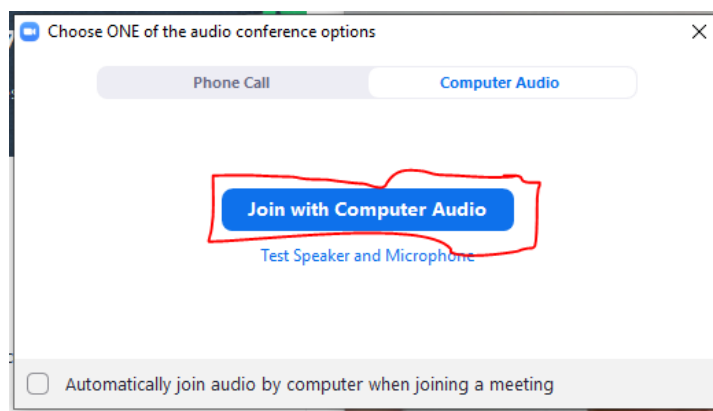 Choose ONE of the audio conference options
Phone Call
Computer Audio
Join with Computer Audio
Test Speaker and Microphone
Automatically join audio by computer when joining a meeting